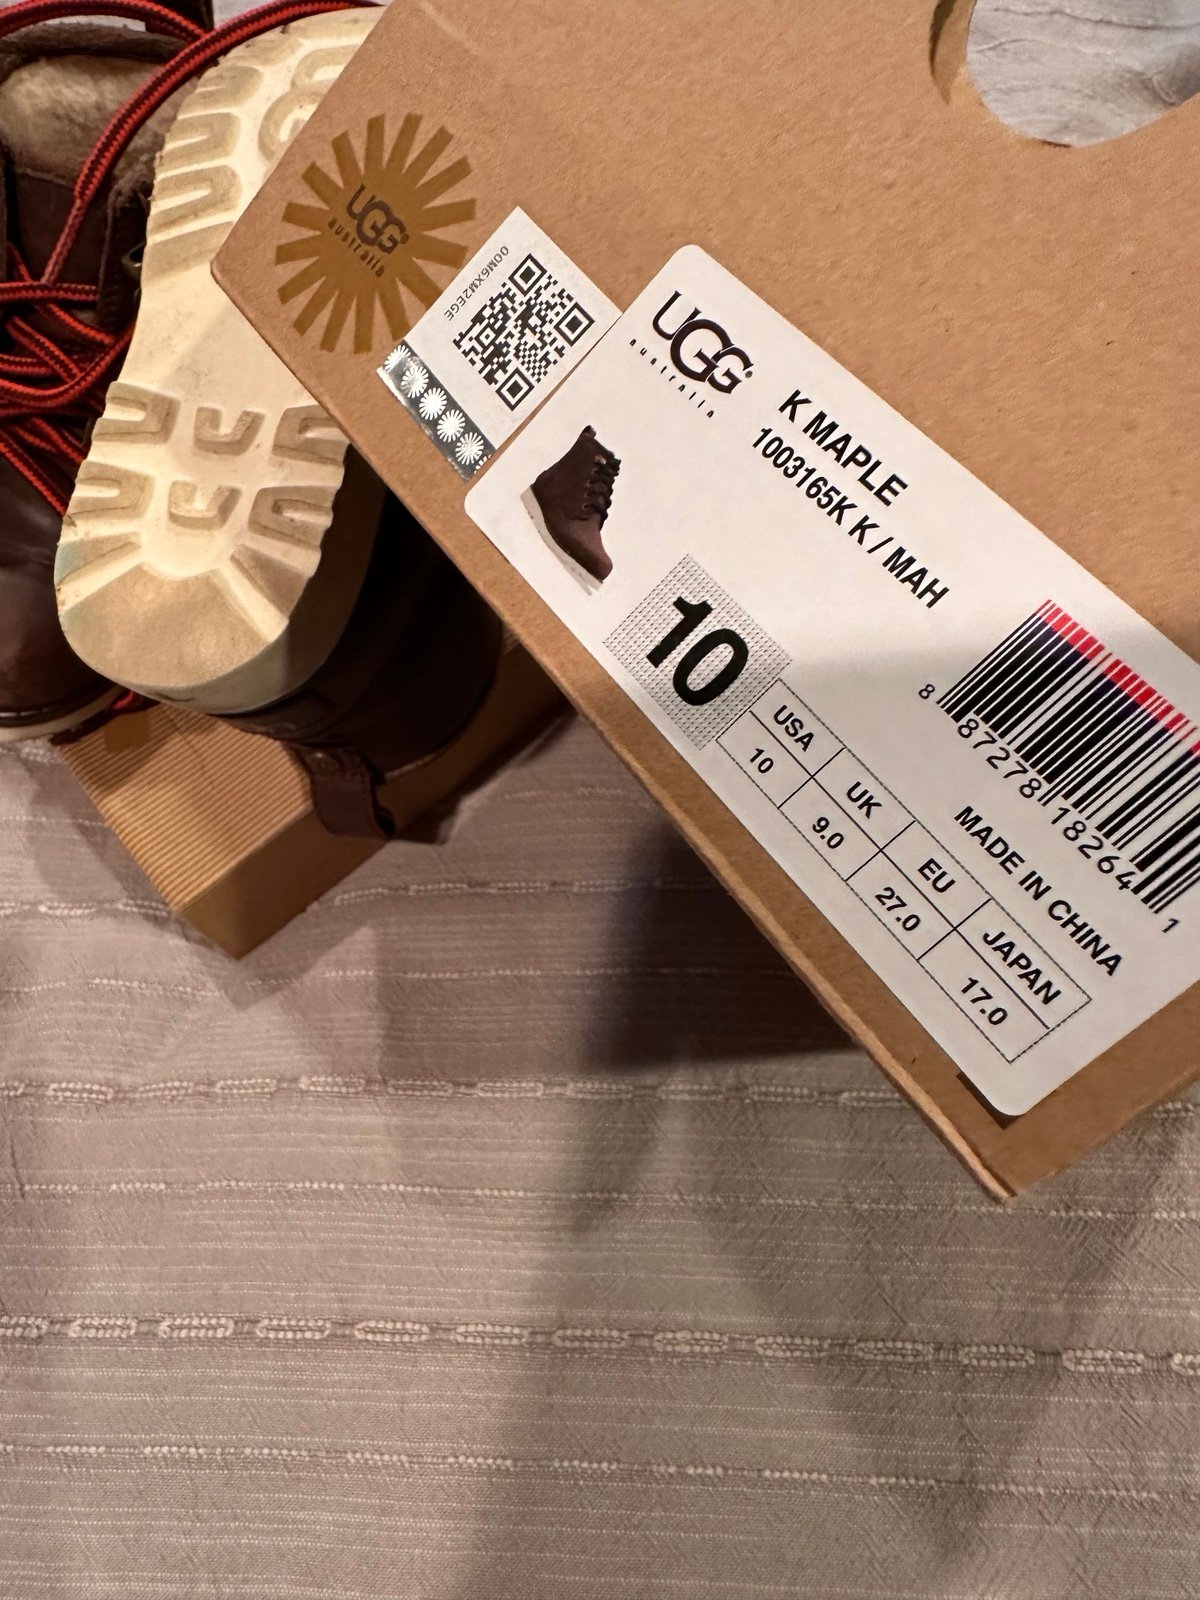 UGG®
australia
00M6XM2EGE
UGG®
australia
K MAPLE
1003165K K / MAH
10
USA UK EU JAPAN
10 9.0 27.0 17.0
8 87278 18264 1
MADE IN CHINA